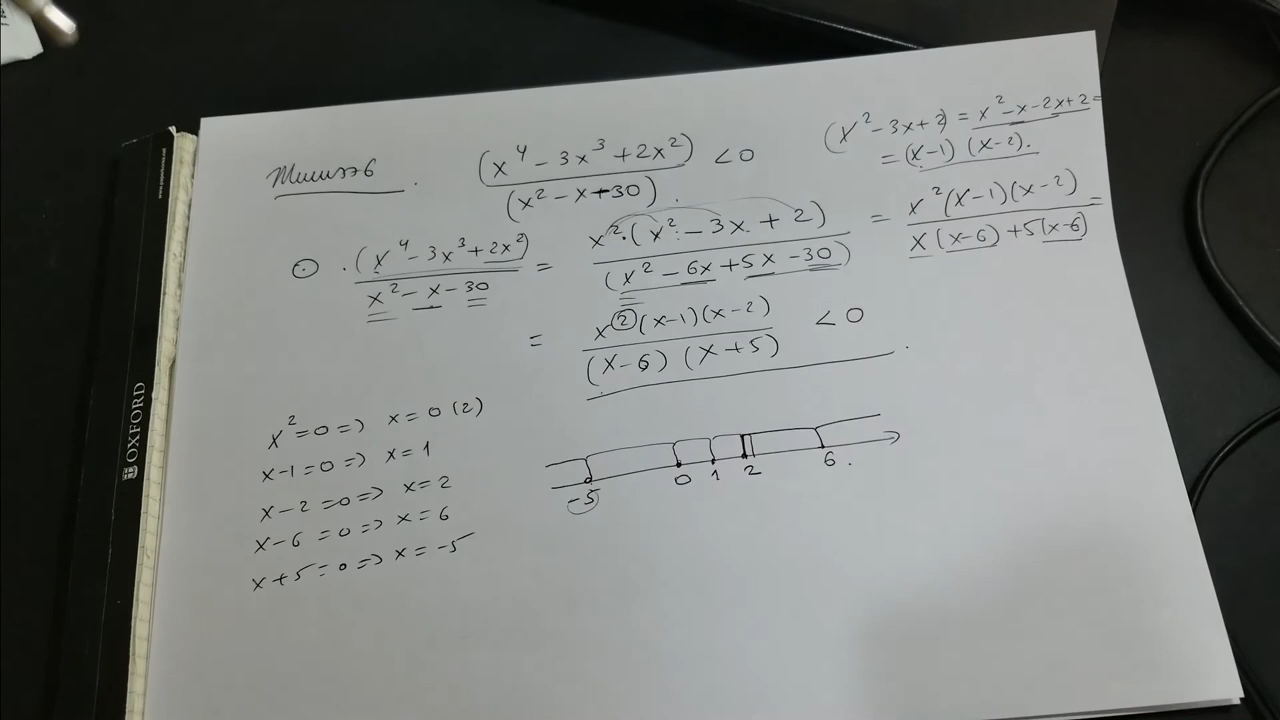 (x⁴ - 3x³ + 2x²) / (x² - x + 30) < 0
(x² - 3x + 2) = x² - x - 2x + 2 =
= (x-1) (x-2).
⊙ . (x⁴ - 3x³ + 2x²) / x² - x - 30 = x² · (x² - 3x + 2) / (x² - 6x + 5x - 30) = x² (x-1)(x-2) / x(x-6) + 5(x-6) =
= x² (x-1)(x-2) / (x-6) (x+5) < 0
x² = 0 => x = 0 (2)
x-1 = 0 => x = 1
x-2 = 0 => x = 2
x-6 = 0 => x = 6
x+5 = 0 => x = -5
-5 0 1 2 6.
OXFORD